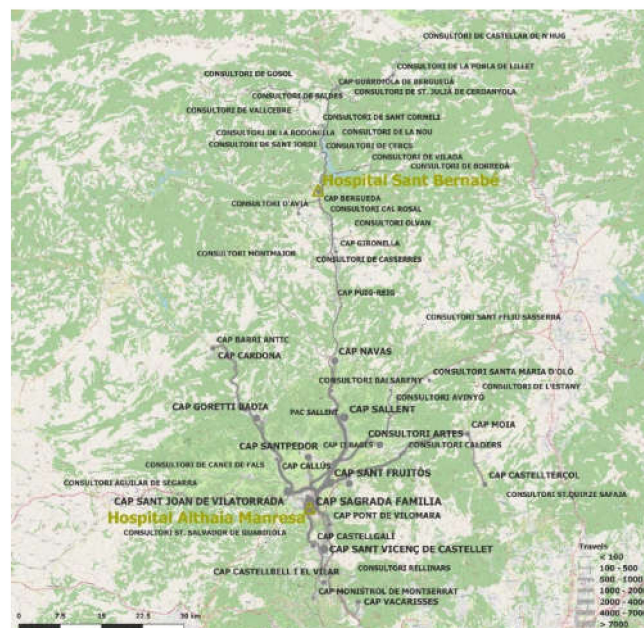 CONSULTORI DE CASTELLAR DE N'HUG
CONSULTORI DE LA POBLA DE LILLET
CONSULTORI DE GOSOL
CAP GUARDIOLA DE BERGUEDÀ
CONSULTORI DE SALDES
CONSULTORI DE ST. JULIÀ DE CERDANYOLA
CONSULTORI DE VALLCEBRE
CONSULTORI DE SANT CORNELI
CONSULTORI DE LA RODONELLA
CONSULTORI DE LA NOU
CONSULTORI DE SANT JORDI
CONSULTORI DE CERCS
CONSULTORI DE VILADA
CONSULTORI DE BORREDÀ
Hospital Sant Bernabé
CAP BERGUEDA
CONSULTORI D'AVIÀ
CONSULTORI CAL ROSAL
CONSULTORI OLVAN
CAP GIRONELLA
CONSULTORI MONTMAJOR
CONSULTORI DE CASSERRES
CAP PUIG-REIG
CONSULTORI SANT FELIU SASSERRA
CAP BARRI ANTIC
CAP CARDONA
CAP NAVAS
CONSULTORI SANTA MARIA D'OLÓ
CONSULTORI BALSARENY
CONSULTORI DE L'ESTANY
CONSULTORI AVINYÓ
CAP GORETTI BADIA
PAC SALLENT
CAP SALLENT
CAP MOIA
CONSULTORI ARTES
CAP SANTPEDOR
CONSULTORI CALDERS
CAP CALLÚS
CONSULTORI DE CANET DE FALS
CAP SANT FRUITÓS
CAP CASTELLTERÇOL
CONSULTORI AGUILAR DE SEGARRA
CONSULTORI ST.QUIRZE SAFAJA
CAP SANT JOAN DE VILATORRADA
CAP SAGRADA FAMILIA
Hospital Althaia Manresa
CAP PONT DE VILOMARA
CONSULTORI ST. SALVADOR DE GUARDIOLA
CAP CASTELLGALÍ
CAP SANT VICENÇ DE CASTELLET
CONSULTORI RELLINARS
CAP CASTELLBELL I EL VILAR
CAP MONISTROL DE MONTSERRAT
CAP VACARISSES
Travels
≤ 100
100 - 500
500 - 1000
1000 - 2000
2000 - 4000
4000 - 7000
> 7000
0 7.5 15 22.5 30 km